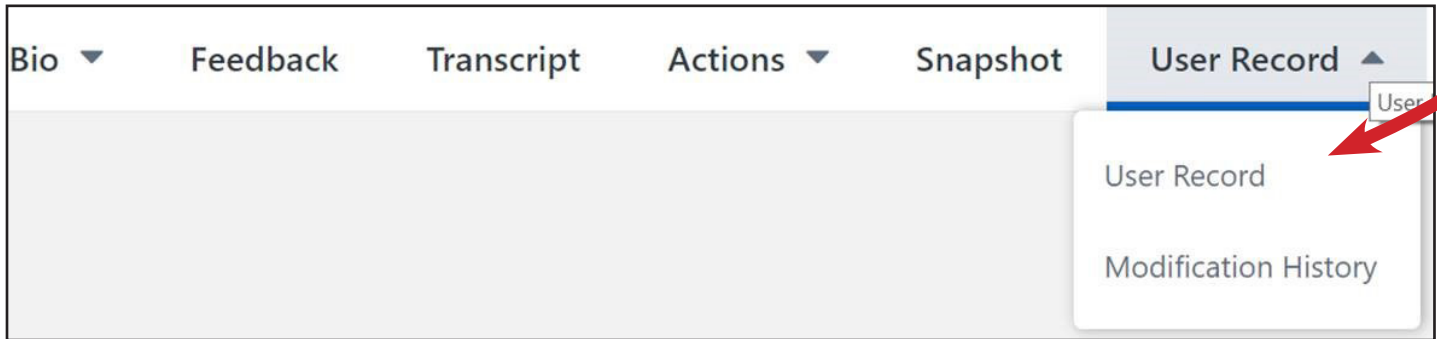 Bio Feedback Transcript Actions Snapshot User Record
User
User Record
Modification History